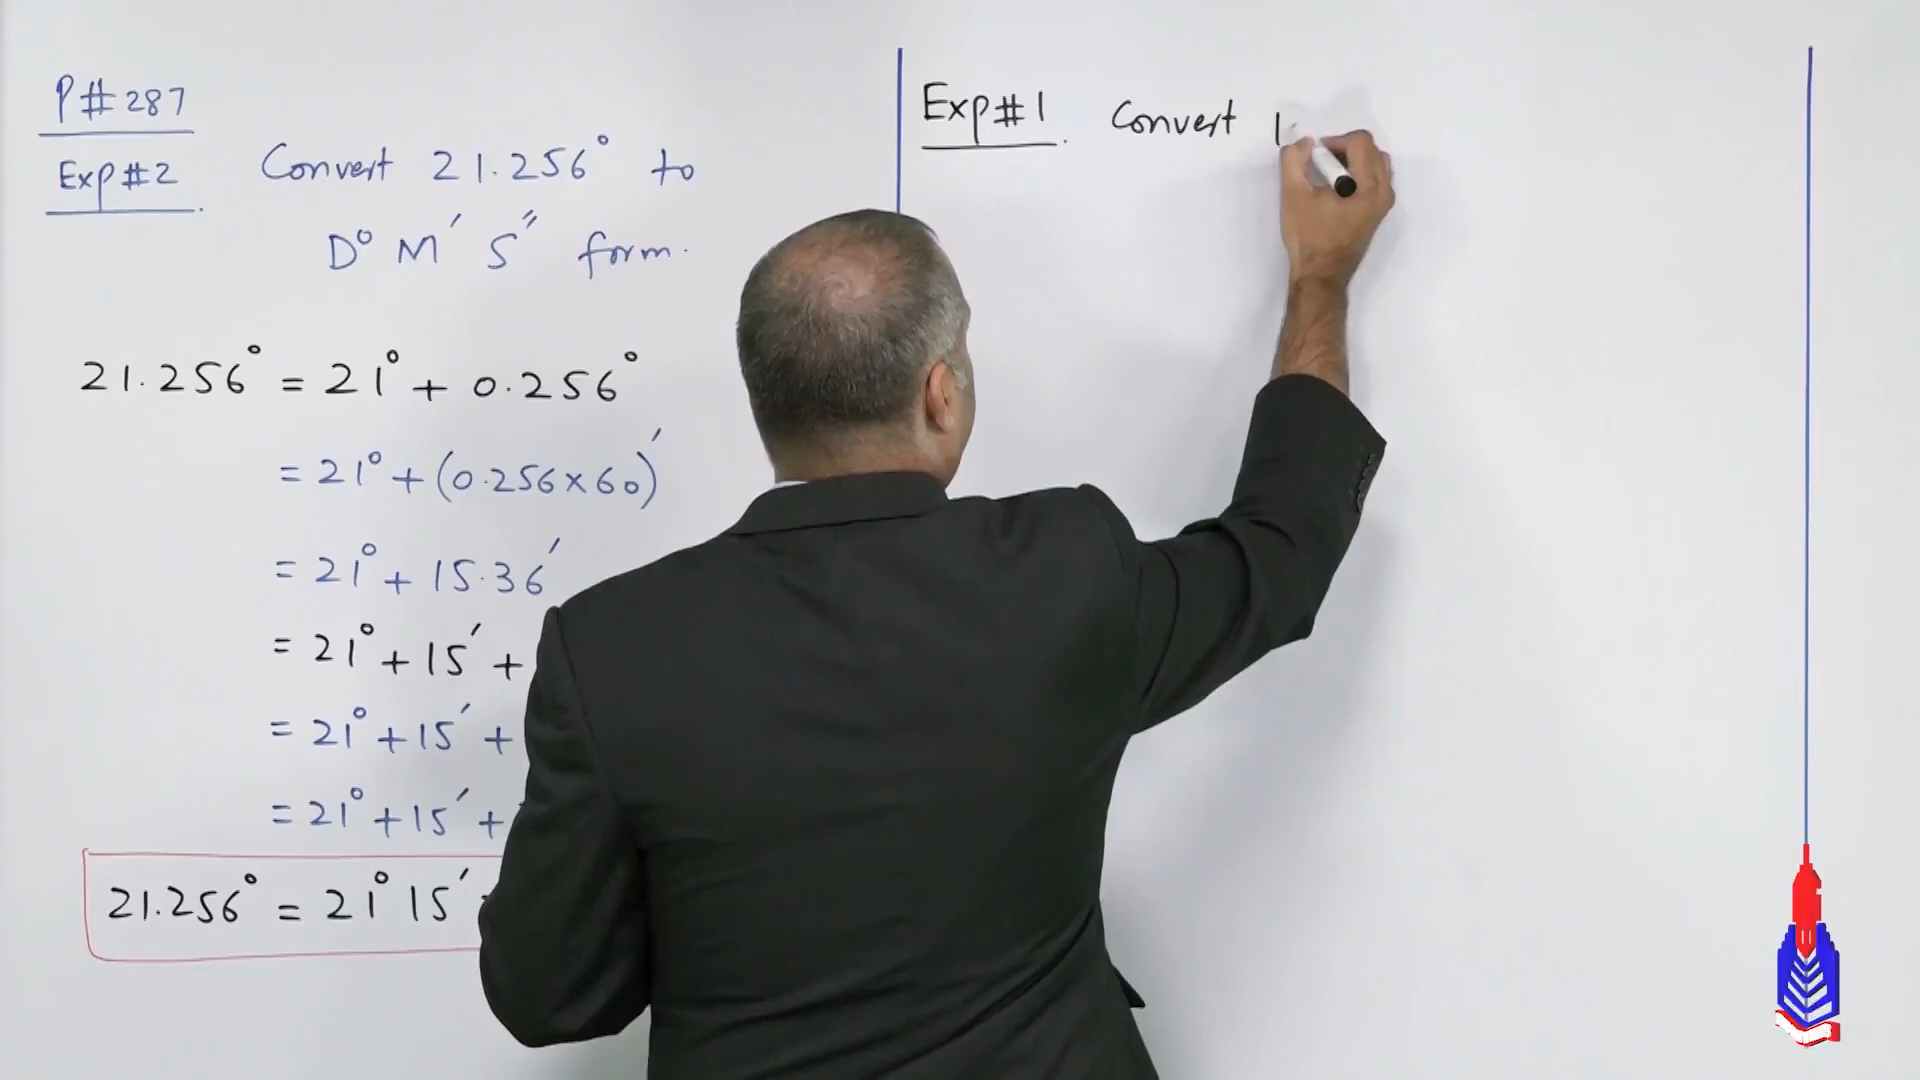 P#287
Exp#2. Convert 21.256° to
D° M′ S″ form.
21.256° = 21° + 0.256°
= 21° + (0.256×60)′
= 21° + 15.36′
= 21° + 15′ +
= 21° + 15′ +
= 21° + 15′ +
21.256° = 21° 15′
Exp#1. Convert 1